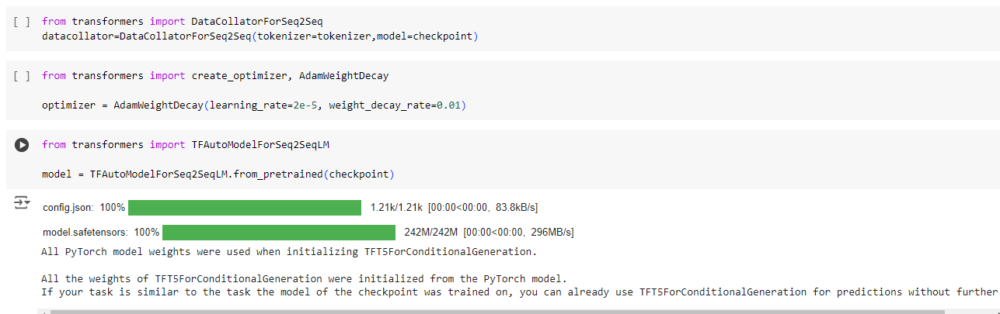 [ ] from transformers import DataCollatorForSeq2Seq
datacollator=DataCollatorForSeq2Seq(tokenizer=tokenizer,model=checkpoint)
[ ] from transformers import create_optimizer, AdamWeightDecay
optimizer = AdamWeightDecay(learning_rate=2e-5, weight_decay_rate=0.01)
from transformers import TFAutoModelForSeq2SeqLM
model = TFAutoModelForSeq2SeqLM.from_pretrained(checkpoint)
config.json: 100% 1.21k/1.21k [00:00<00:00, 83.8kB/s]
model.safetensors: 100% 242M/242M [00:00<00:00, 296MB/s]
All PyTorch model weights were used when initializing TFT5ForConditionalGeneration.
All the weights of TFT5ForConditionalGeneration were initialized from the PyTorch model.
If your task is similar to the task the model of the checkpoint was trained on, you can already use TFT5ForConditionalGeneration for predictions without further